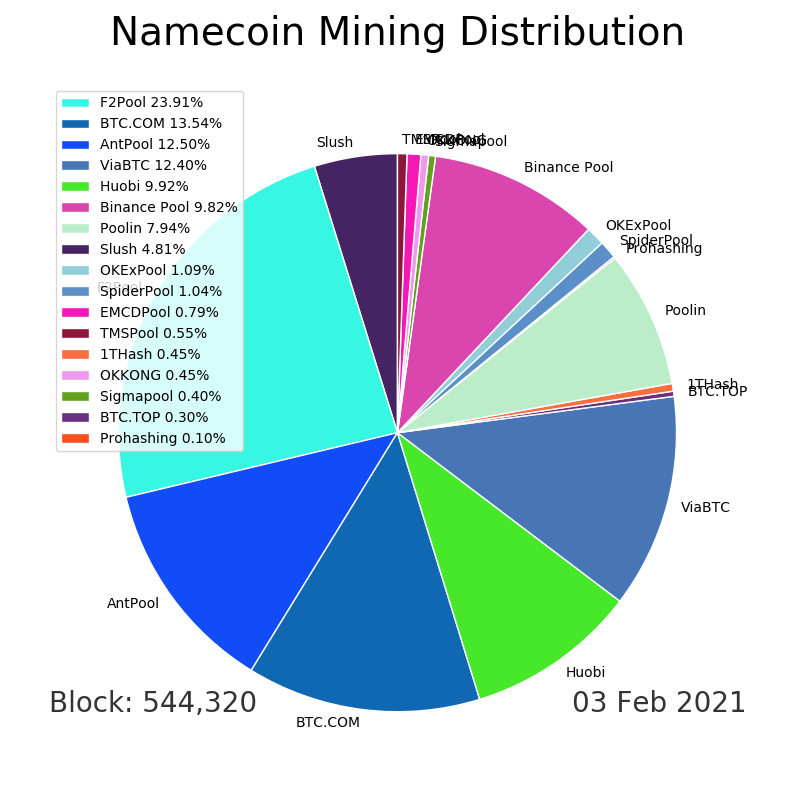 Namecoin Mining Distribution
F2Pool 23.91%
BTC.COM 13.54%
AntPool 12.50%
ViaBTC 12.40%
Huobi 9.92%
Binance Pool 9.82%
Poolin 7.94%
Slush 4.81%
OKExPool 1.09%
SpiderPool 1.04%
EMCDPool 0.79%
TMSPool 0.55%
1THash 0.45%
OKKONG 0.45%
Sigmapool 0.40%
BTC.TOP 0.30%
Prohashing 0.10%
Slush
Sigmapool
Binance Pool
OKExPool
SpiderPool
Prohashing
F2Pool
Poolin
1THash
BTC.TOP
ViaBTC
AntPool
Huobi
BTC.COM
Block: 544,320
03 Feb 2021